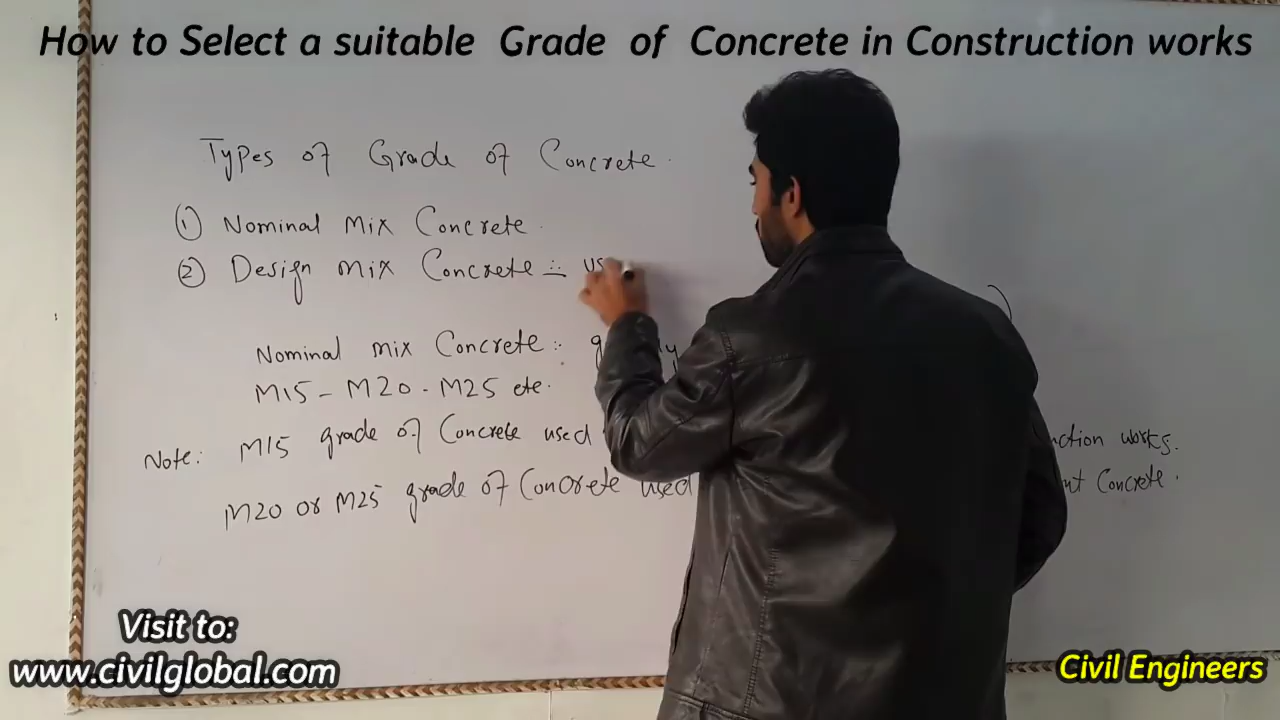 How to Select a suitable Grade of Concrete in Construction works
Types of Grade of Concrete.
① Nominal Mix Concrete.
② Design mix Concrete :- us
Nominal mix Concrete :-
M15 - M20 - M25 etc.
Note: M15 grade of Concrete used works.
M20 or M25 grade of Concrete used Concrete.
Visit to:
www.civilglobal.com
Civil Engineers